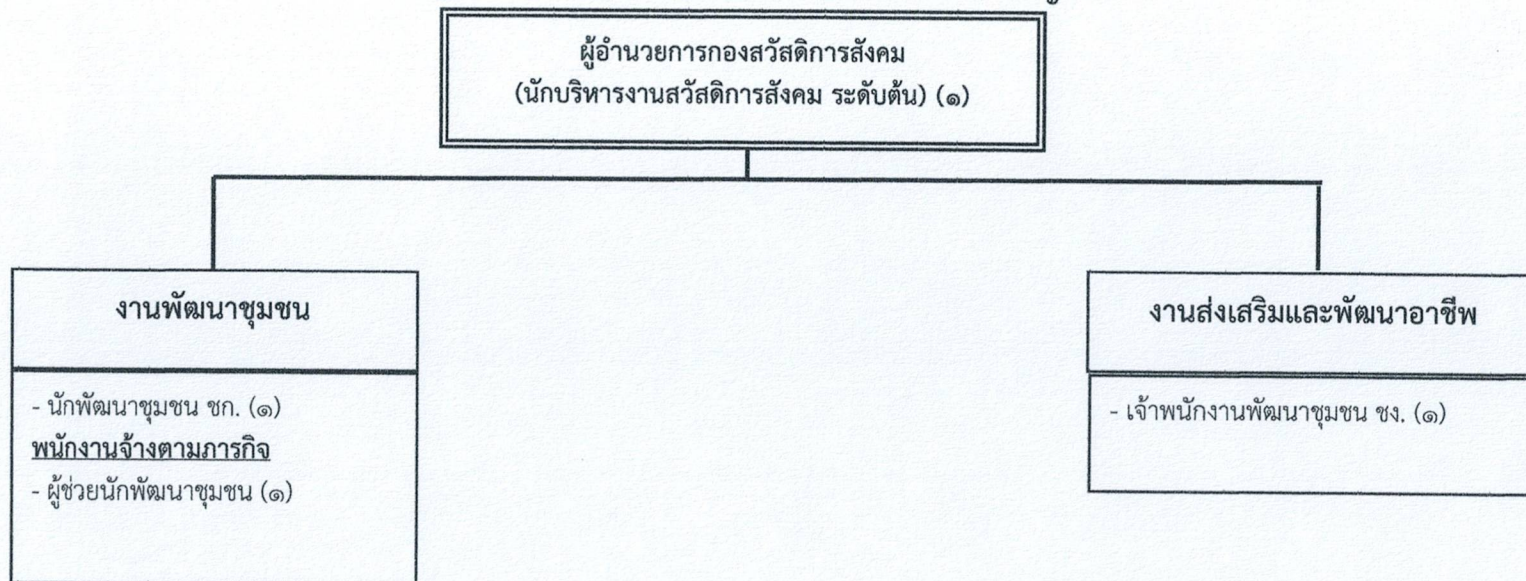 ผู้อำนวยการกองสวัสดิการสังคม
(นักบริหารงานสวัสดิการสังคม ระดับต้น) (๑)
งานพัฒนาชุมชน
- นักพัฒนาชุมชน ชก. (๑)
พนักงานจ้างตามภารกิจ
- ผู้ช่วยนักพัฒนาชุมชน (๑)
งานส่งเสริมและพัฒนาอาชีพ
- เจ้าพนักงานพัฒนาชุมชน ชง. (๑)